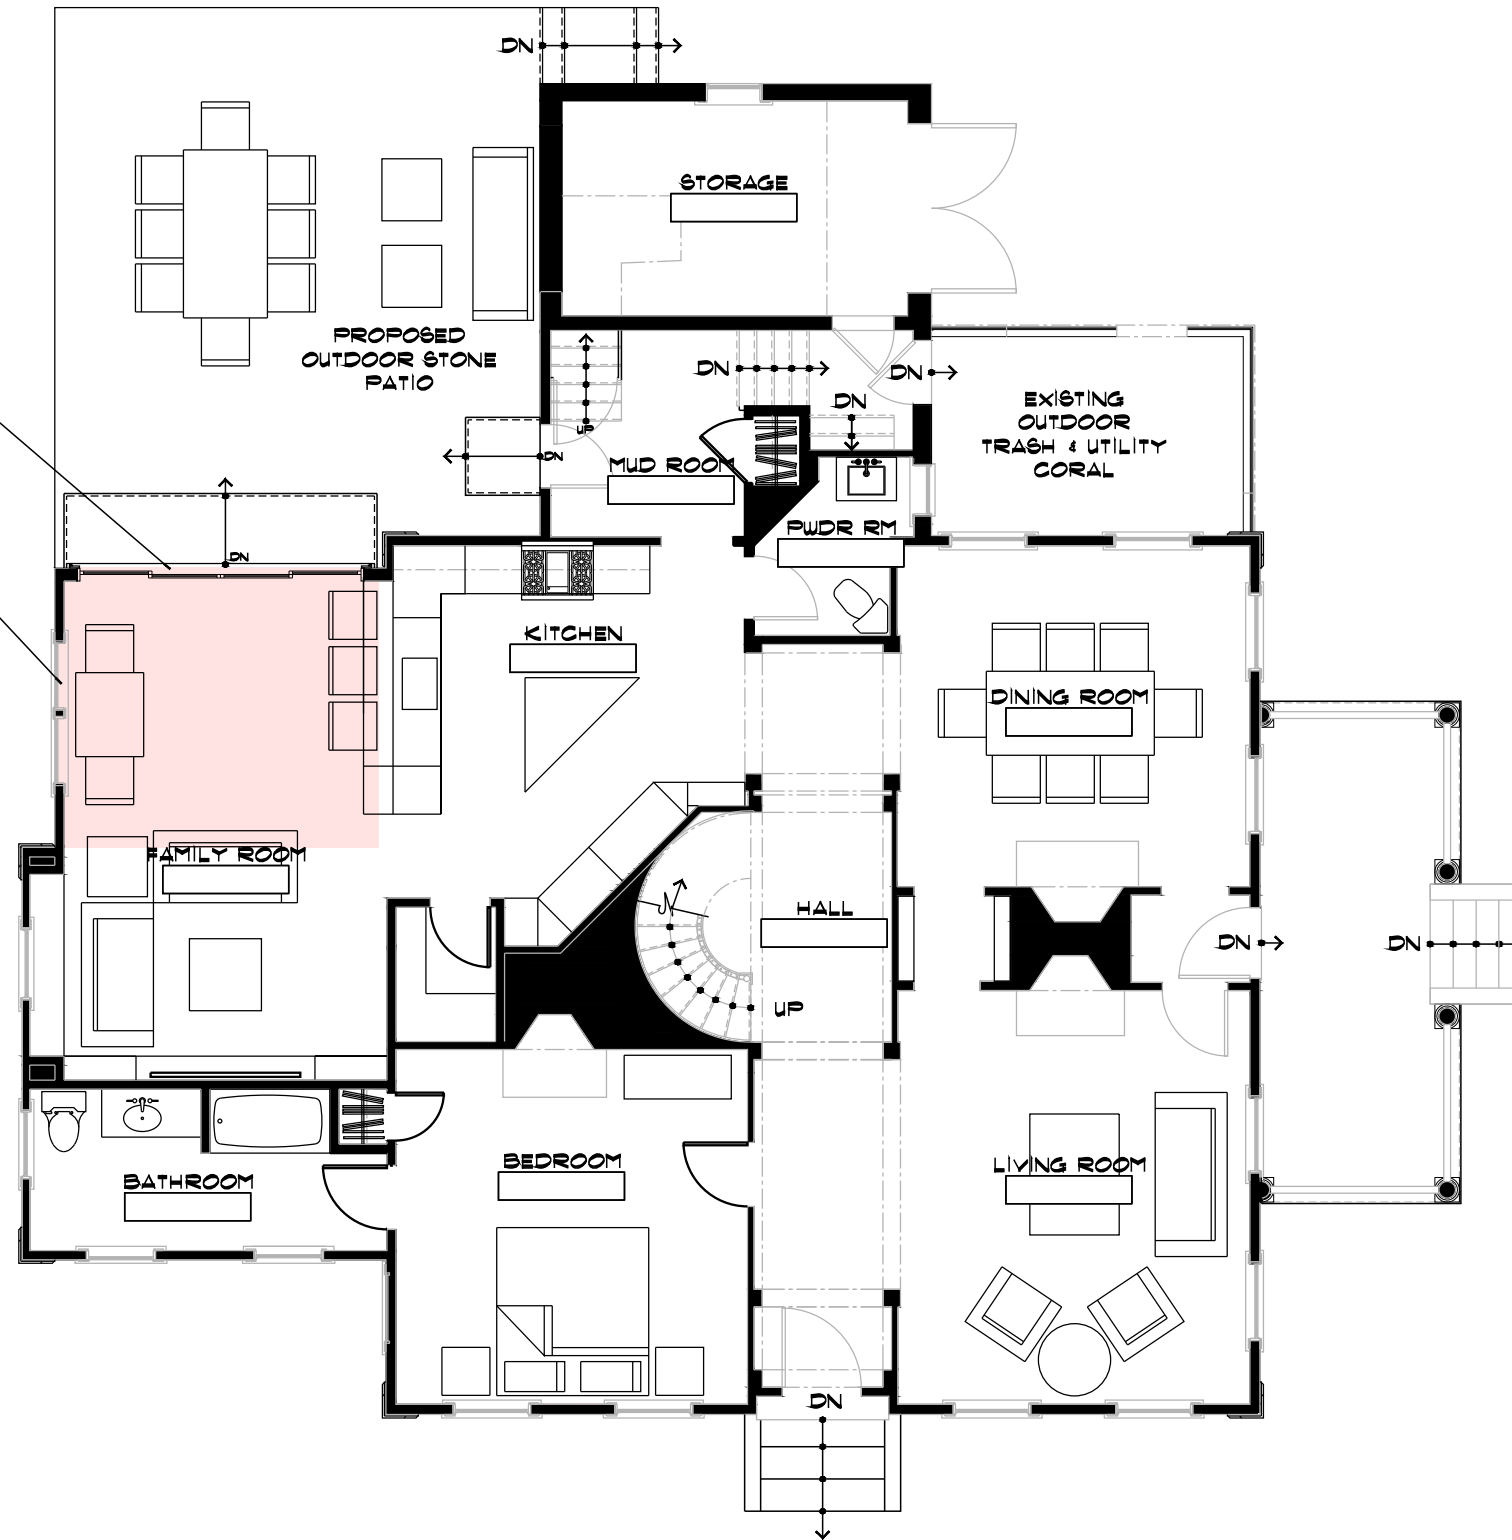 DN
STORAGE
PROPOSED
OUTDOOR STONE
PATIO
DN
DN
DN
EXISTING
OUTDOOR
TRASH & UTILITY
CORAL
UP
DN
MUD ROOM
PWDR RM
DN
KITCHEN
DINING ROOM
FAMILY ROOM
HALL
DN
DN
UP
LIVING ROOM
BEDROOM
BATHROOM
DN